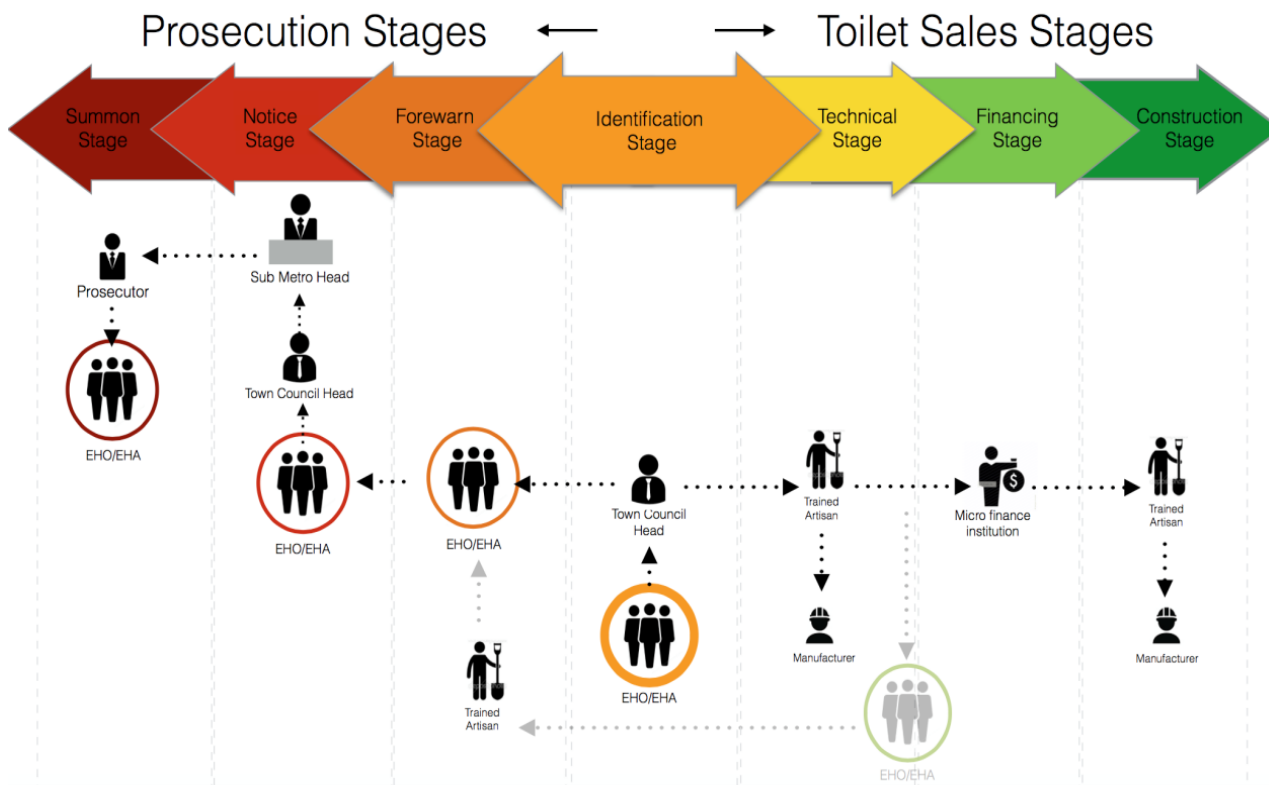 Prosecution Stages
Toilet Sales Stages
Summon
Stage
Notice
Stage
Forewarn
Stage
Identification
Stage
Technical
Stage
Financing
Stage
Construction
Stage
Sub Metro Head
Prosecutor
Town Council Head
EHO/EHA
EHO/EHA
EHO/EHA
Town Council
Head
Trained
Artisan
$
Micro finance
institution
Trained
Artisan
EHO/EHA
Manufacturer
Manufacturer
Trained
Artisan
EHO/EHA